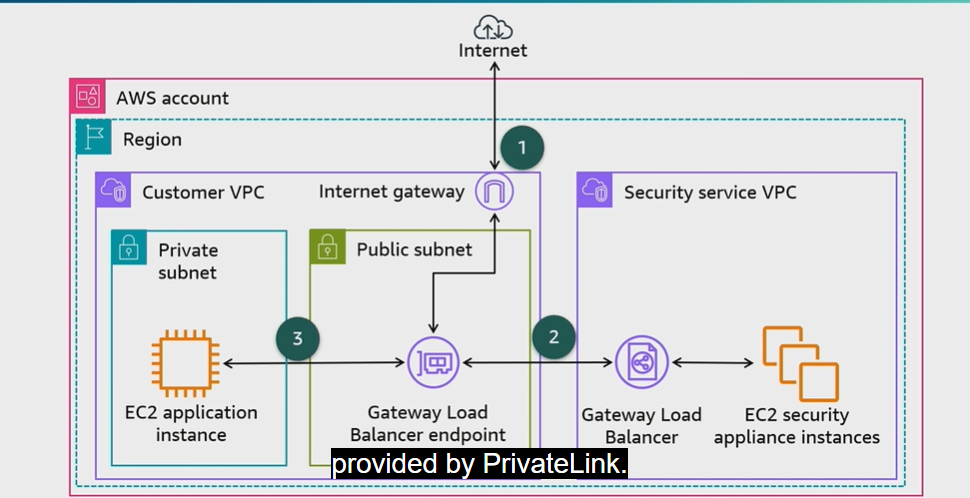 Internet
AWS account
Region
1
Customer VPC
Internet gateway
Security service VPC
Private
subnet
Public subnet
3
2
EC2 application
instance
Gateway Load
Balancer endpoint
Gateway Load
Balancer
EC2 security
appliance instances
provided by PrivateLink.